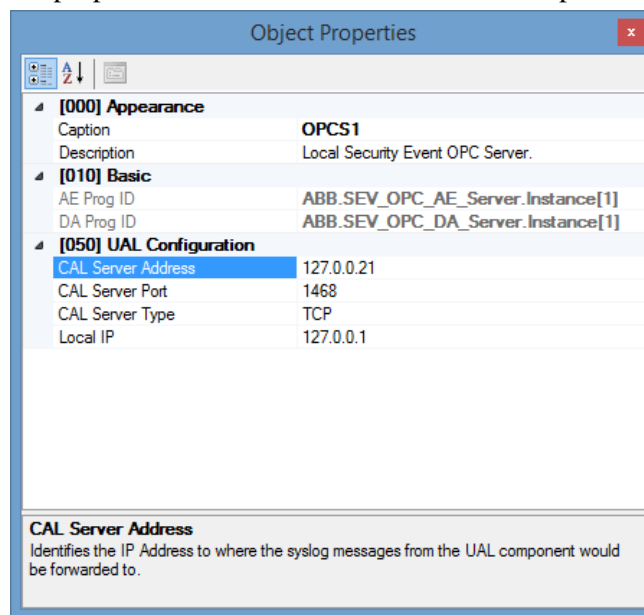 Object Properties
x
[000] Appearance
Caption OPCS1
Description Local Security Event OPC Server.
[010] Basic
AE Prog ID ABB.SEV_OPC_AE_Server.Instance[1]
DA Prog ID ABB.SEV_OPC_DA_Server.Instance[1]
[050] UAL Configuration
CAL Server Address 127.0.0.21
CAL Server Port 1468
CAL Server Type TCP
Local IP 127.0.0.1
CAL Server Address
Identifies the IP Address to where the syslog messages from the UAL component would
be forwarded to.